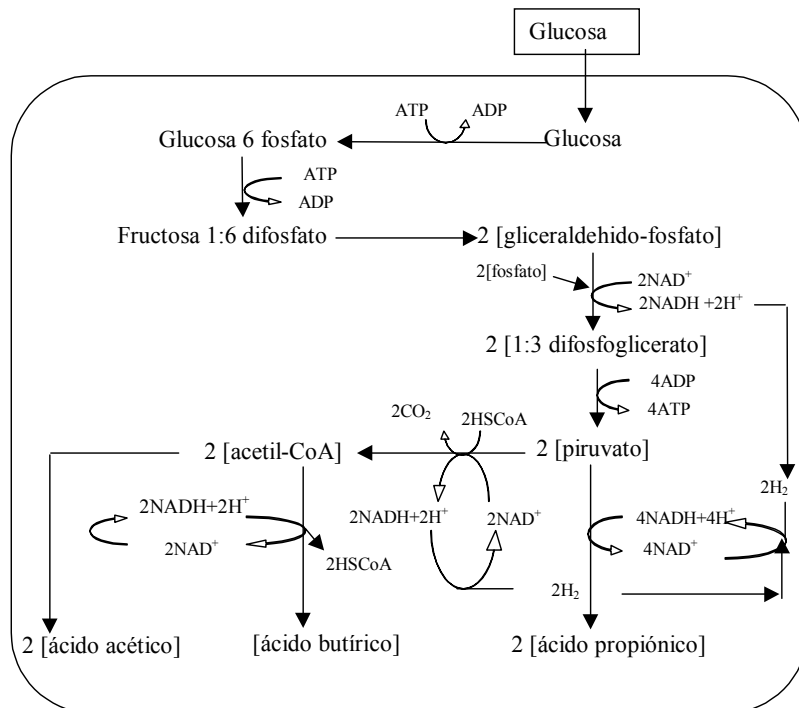 Glucosa
ATP ADP
Glucosa 6 fosfato Glucosa
ATP
ADP
Fructosa 1:6 difosfato 2 [gliceraldehido-fosfato]
2[fosfato] 2NAD⁺
2NADH +2H⁺
2 [1:3 difosfoglicerato]
4ADP
4ATP
2CO₂ 2HSCoA
2 [acetil-CoA] 2 [piruvato]
2H₂
2NADH+2H⁺ 2NADH+2H⁺ 2NAD⁺ 4NADH+4H⁺
2NAD⁺ 4NAD⁺
2HSCoA
2H₂
2 [ácido acético] [ácido butírico] 2 [ácido propiónico]